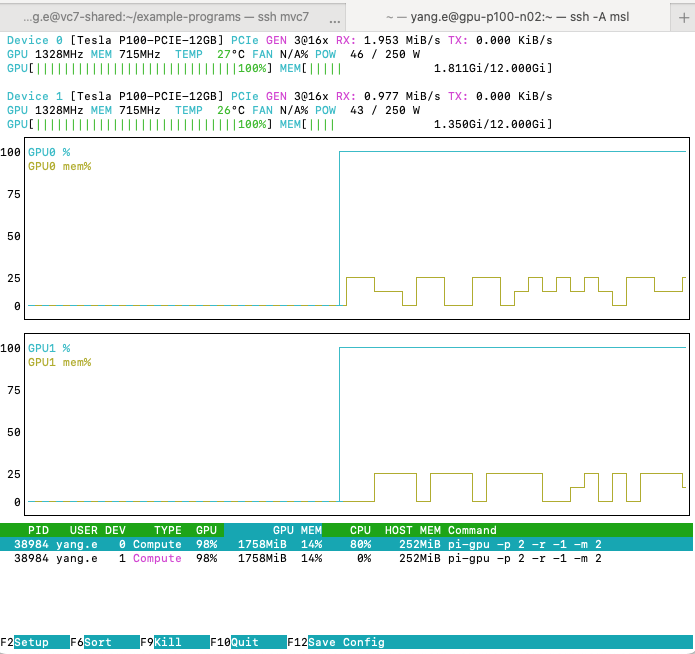 ...g.e@vc7-shared:~/example-programs — ssh mvc7 ...
~ — yang.e@gpu-p100-n02:~ — ssh -A msl +
Device 0 [Tesla P100-PCIE-12GB] PCIe GEN 3@16x RX: 1.953 MiB/s TX: 0.000 KiB/s
GPU 1328MHz MEM 715MHz TEMP 27°C FAN N/A% POW 46 / 250 W
GPU[|||||||||||||||||||||||||||||100%] MEM[||||| 1.811Gi/12.000Gi]
Device 1 [Tesla P100-PCIE-12GB] PCIe GEN 3@16x RX: 0.977 MiB/s TX: 0.000 KiB/s
GPU 1328MHz MEM 715MHz TEMP 26°C FAN N/A% POW 43 / 250 W
GPU[|||||||||||||||||||||||||||||100%] MEM[|||| 1.350Gi/12.000Gi]
100 GPU0 %
GPU0 mem%
75
50
25
0
100 GPU1 %
GPU1 mem%
75
50
25
0
PID USER DEV TYPE GPU GPU MEM CPU HOST MEM Command
38984 yang.e 0 Compute 98% 1758MiB 14% 80% 252MiB pi-gpu -p 2 -r -1 -m 2
38984 yang.e 1 Compute 98% 1758MiB 14% 0% 252MiB pi-gpu -p 2 -r -1 -m 2
F2Setup F6Sort F9Kill F10Quit F12Save Config